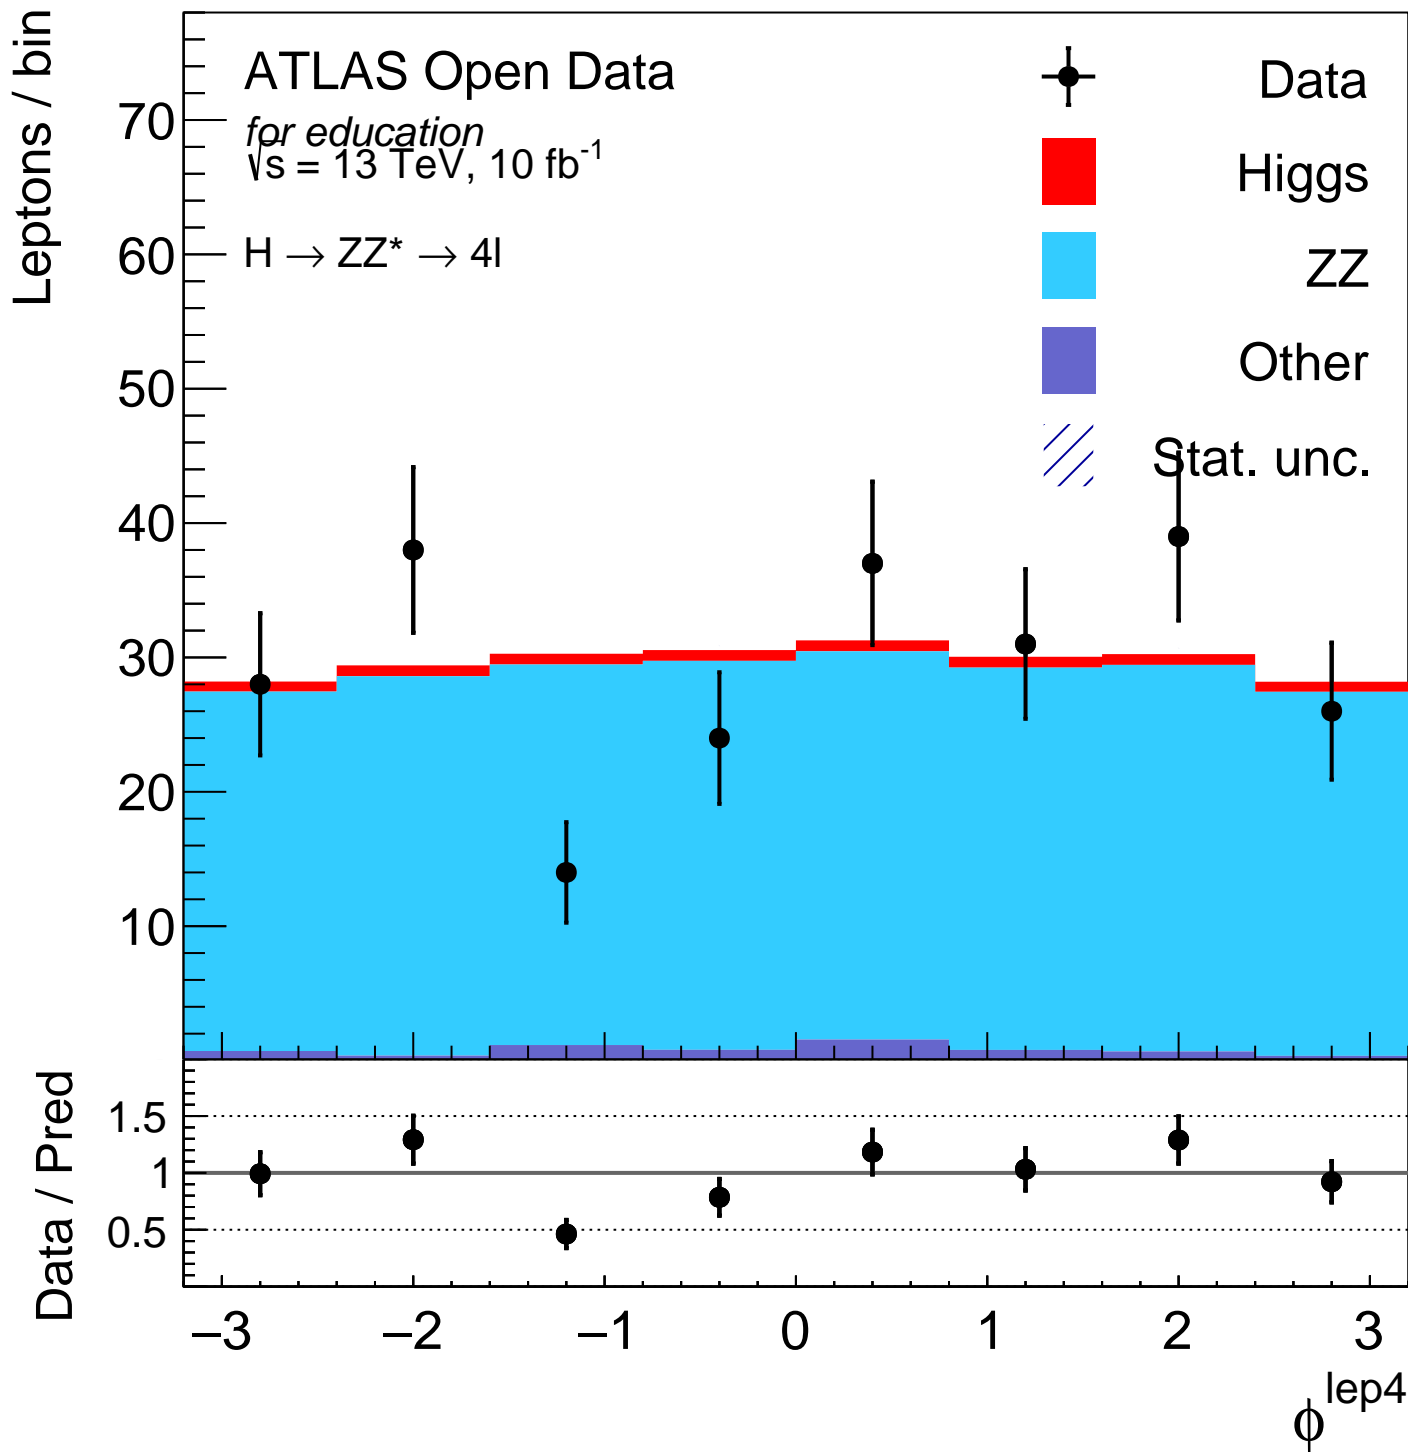 Leptons / bin
ATLAS Open Data
for education
√s = 13 TeV, 10 fb⁻¹
H → ZZ* → 4l
Data
Higgs
ZZ
Other
Stat. unc.
70
60
50
40
30
20
10
Data / Pred
1.5
1
0.5
–3 –2 –1 0 1 2 3
ϕ^lep4